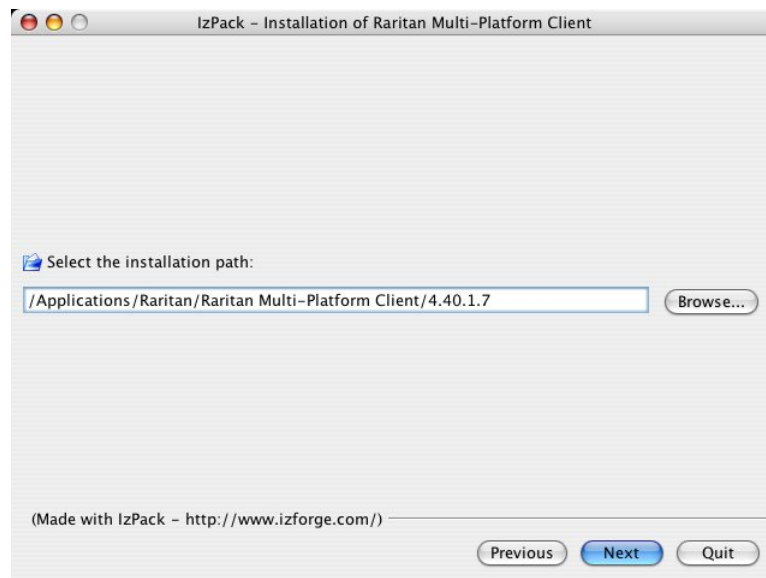 IzPack – Installation of Raritan Multi–Platform Client
Select the installation path:
/Applications/Raritan/Raritan Multi–Platform Client/4.40.1.7
Browse...
(Made with IzPack – http://www.izforge.com/)
Previous
Next
Quit